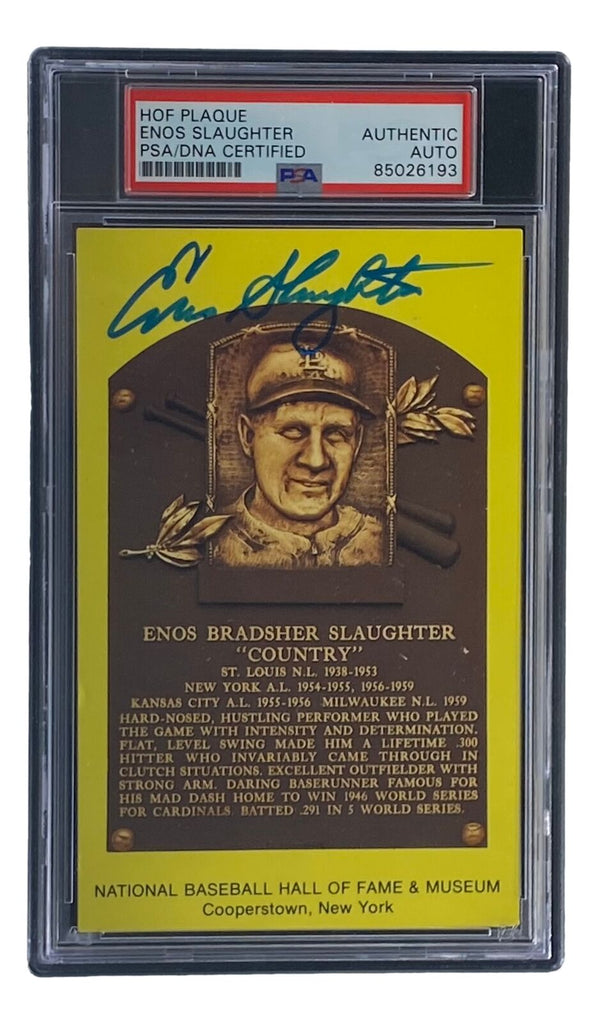 HOF PLAQUE
ENOS SLAUGHTER AUTHENTIC
PSA/DNA CERTIFIED AUTO
PSA 85026193
Enos Slaughter
ENOS BRADSHER SLAUGHTER
"COUNTRY"
ST. LOUIS N.L. 1938-1953
NEW YORK A.L. 1954-1955, 1956-1959
KANSAS CITY A.L. 1955-1956 MILWAUKEE N.L. 1959
HARD-NOSED, HUSTLING PERFORMER WHO PLAYED
THE GAME WITH INTENSITY AND DETERMINATION.
FLAT, LEVEL SWING MADE HIM A LIFETIME .300
HITTER WHO INVARIABLY CAME THROUGH IN
CLUTCH SITUATIONS. EXCELLENT OUTFIELDER WITH
STRONG ARM. DARING BASERUNNER FAMOUS FOR
HIS MAD DASH HOME TO WIN 1946 WORLD SERIES
FOR CARDINALS. BATTED .291 IN 5 WORLD SERIES.
NATIONAL BASEBALL HALL OF FAME & MUSEUM
Cooperstown, New York